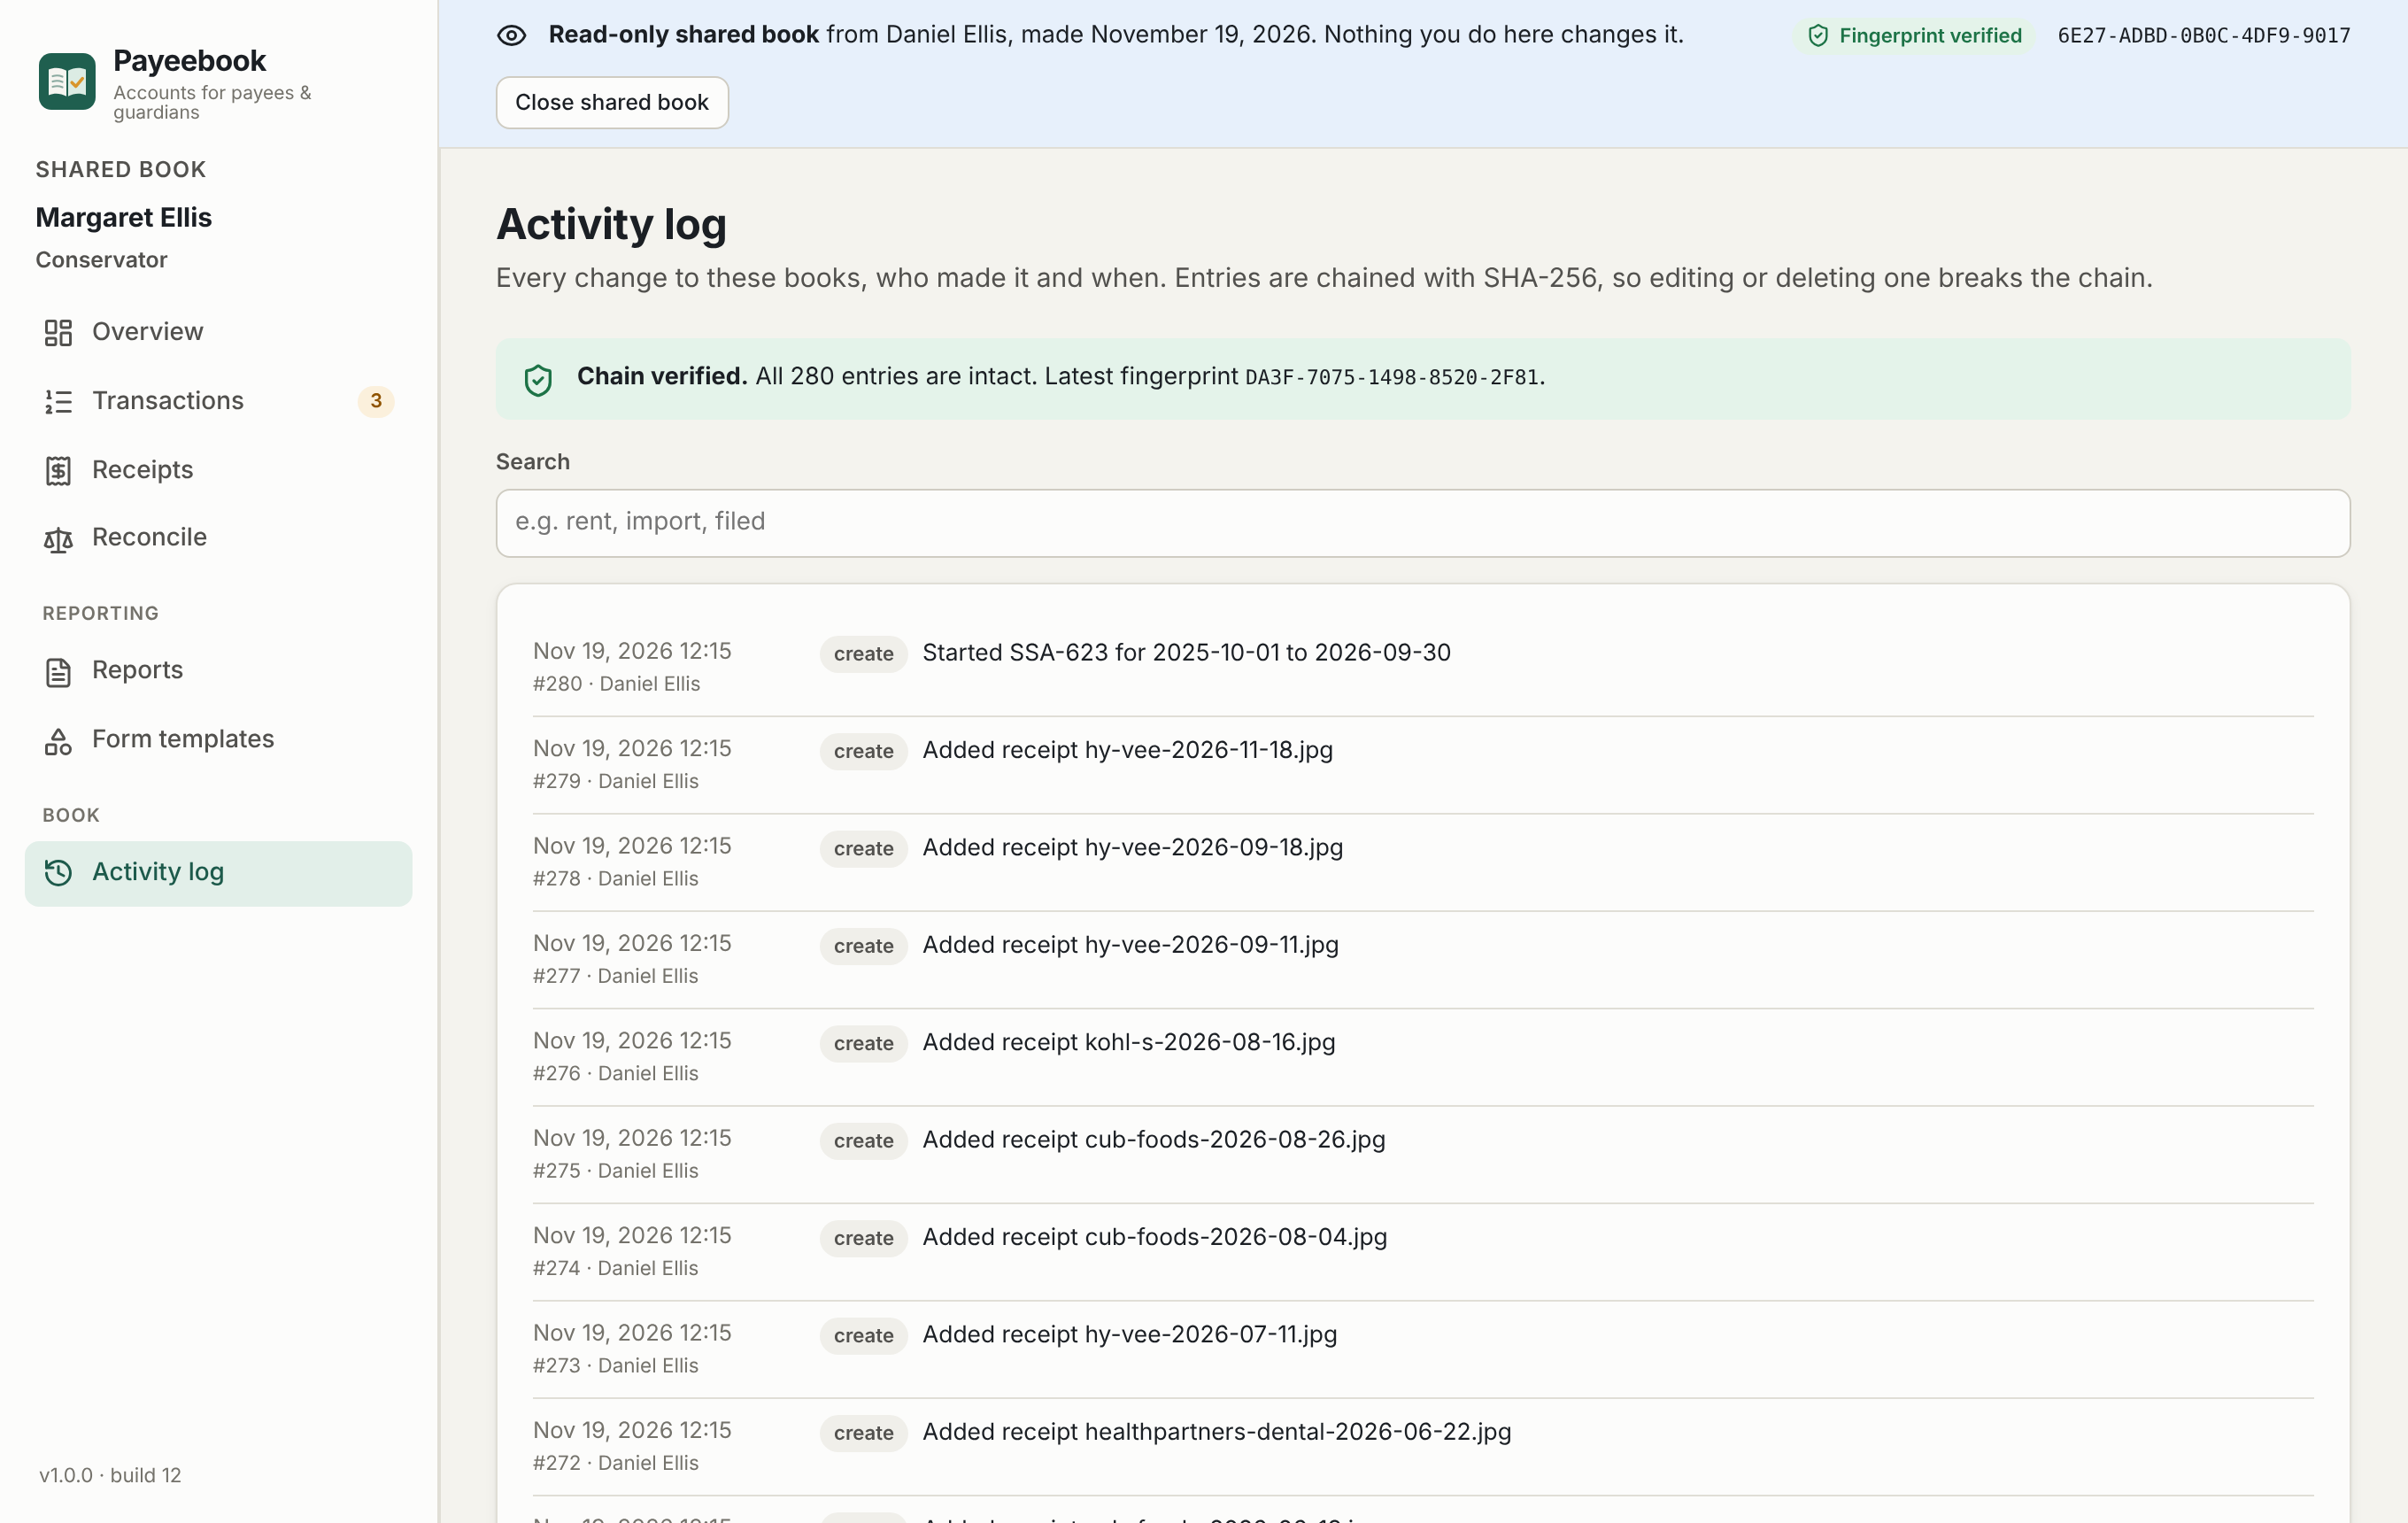 Payeebook
Accounts for payees &
guardians
SHARED BOOK
Margaret Ellis
Conservator
Overview
Transactions 3
Receipts
Reconcile
REPORTING
Reports
Form templates
BOOK
Activity log
v1.0.0 · build 12
Read-only shared book from Daniel Ellis, made November 19, 2026. Nothing you do here changes it.
Fingerprint verified 6E27-ADBD-0B0C-4DF9-9017
Close shared book
Activity log
Every change to these books, who made it and when. Entries are chained with SHA-256, so editing or deleting one breaks the chain.
Chain verified. All 280 entries are intact. Latest fingerprint DA3F-7075-1498-8520-2F81.
Search
e.g. rent, import, filed
Nov 19, 2026 12:15 create Started SSA-623 for 2025-10-01 to 2026-09-30
#280 · Daniel Ellis
Nov 19, 2026 12:15 create Added receipt hy-vee-2026-11-18.jpg
#279 · Daniel Ellis
Nov 19, 2026 12:15 create Added receipt hy-vee-2026-09-18.jpg
#278 · Daniel Ellis
Nov 19, 2026 12:15 create Added receipt hy-vee-2026-09-11.jpg
#277 · Daniel Ellis
Nov 19, 2026 12:15 create Added receipt kohl-s-2026-08-16.jpg
#276 · Daniel Ellis
Nov 19, 2026 12:15 create Added receipt cub-foods-2026-08-26.jpg
#275 · Daniel Ellis
Nov 19, 2026 12:15 create Added receipt cub-foods-2026-08-04.jpg
#274 · Daniel Ellis
Nov 19, 2026 12:15 create Added receipt hy-vee-2026-07-11.jpg
#273 · Daniel Ellis
Nov 19, 2026 12:15 create Added receipt healthpartners-dental-2026-06-22.jpg
#272 · Daniel Ellis